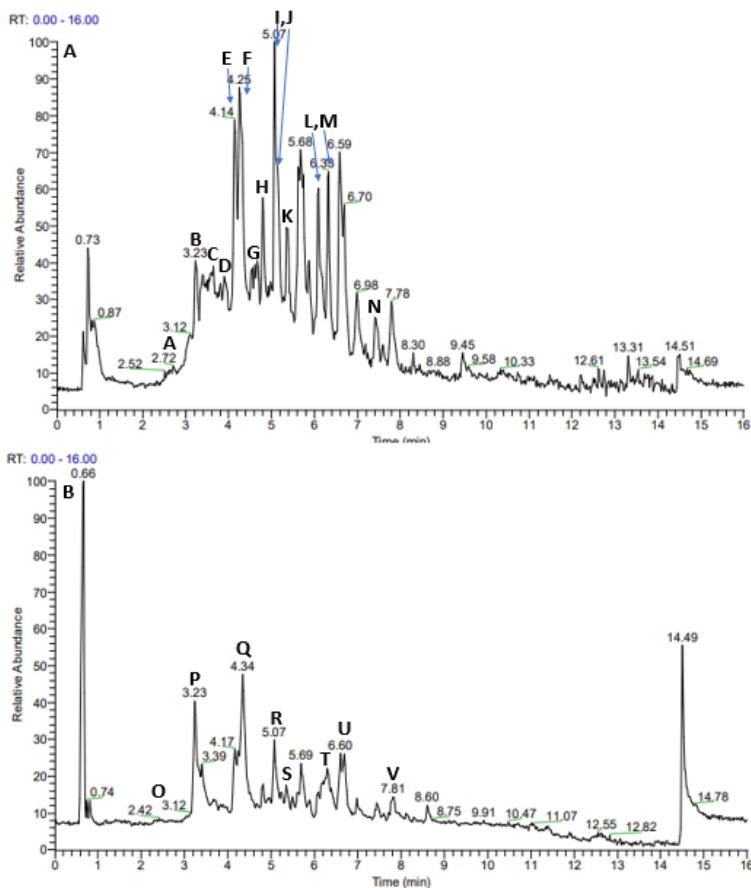 RT: 0.00 - 16.00
I,J
A
5.07
E F
4.25
4.14
L,M
5.68
6.33
6.59
6.70
H
K
0.73
B
3.23
C
D
G
0.87
3.12
A
2.52
2.72
6.98
N
7.78
8.30
8.88
9.45
9.58
10.33
12.61
13.31
13.54
14.51
14.69
100
90
80
70
60
50
40
30
20
10
0
Relative Abundance
0 1 2 3 4 5 6 7 8 9 10 11 12 13 14 15 16
Time (min)
RT: 0.00 - 16.00
0.66
B
P
3.23
Q
4.34
4.17
3.39
R
5.07
S
5.69
T
U
6.60
V
7.81
8.60
8.75
9.91
10.47
11.07
12.55
12.82
14.49
14.78
0.74
O
2.42
3.12
100
90
80
70
60
50
40
30
20
10
0
Relative Abundance
0 1 2 3 4 5 6 7 8 9 10 11 12 13 14 15 16
Time (min)